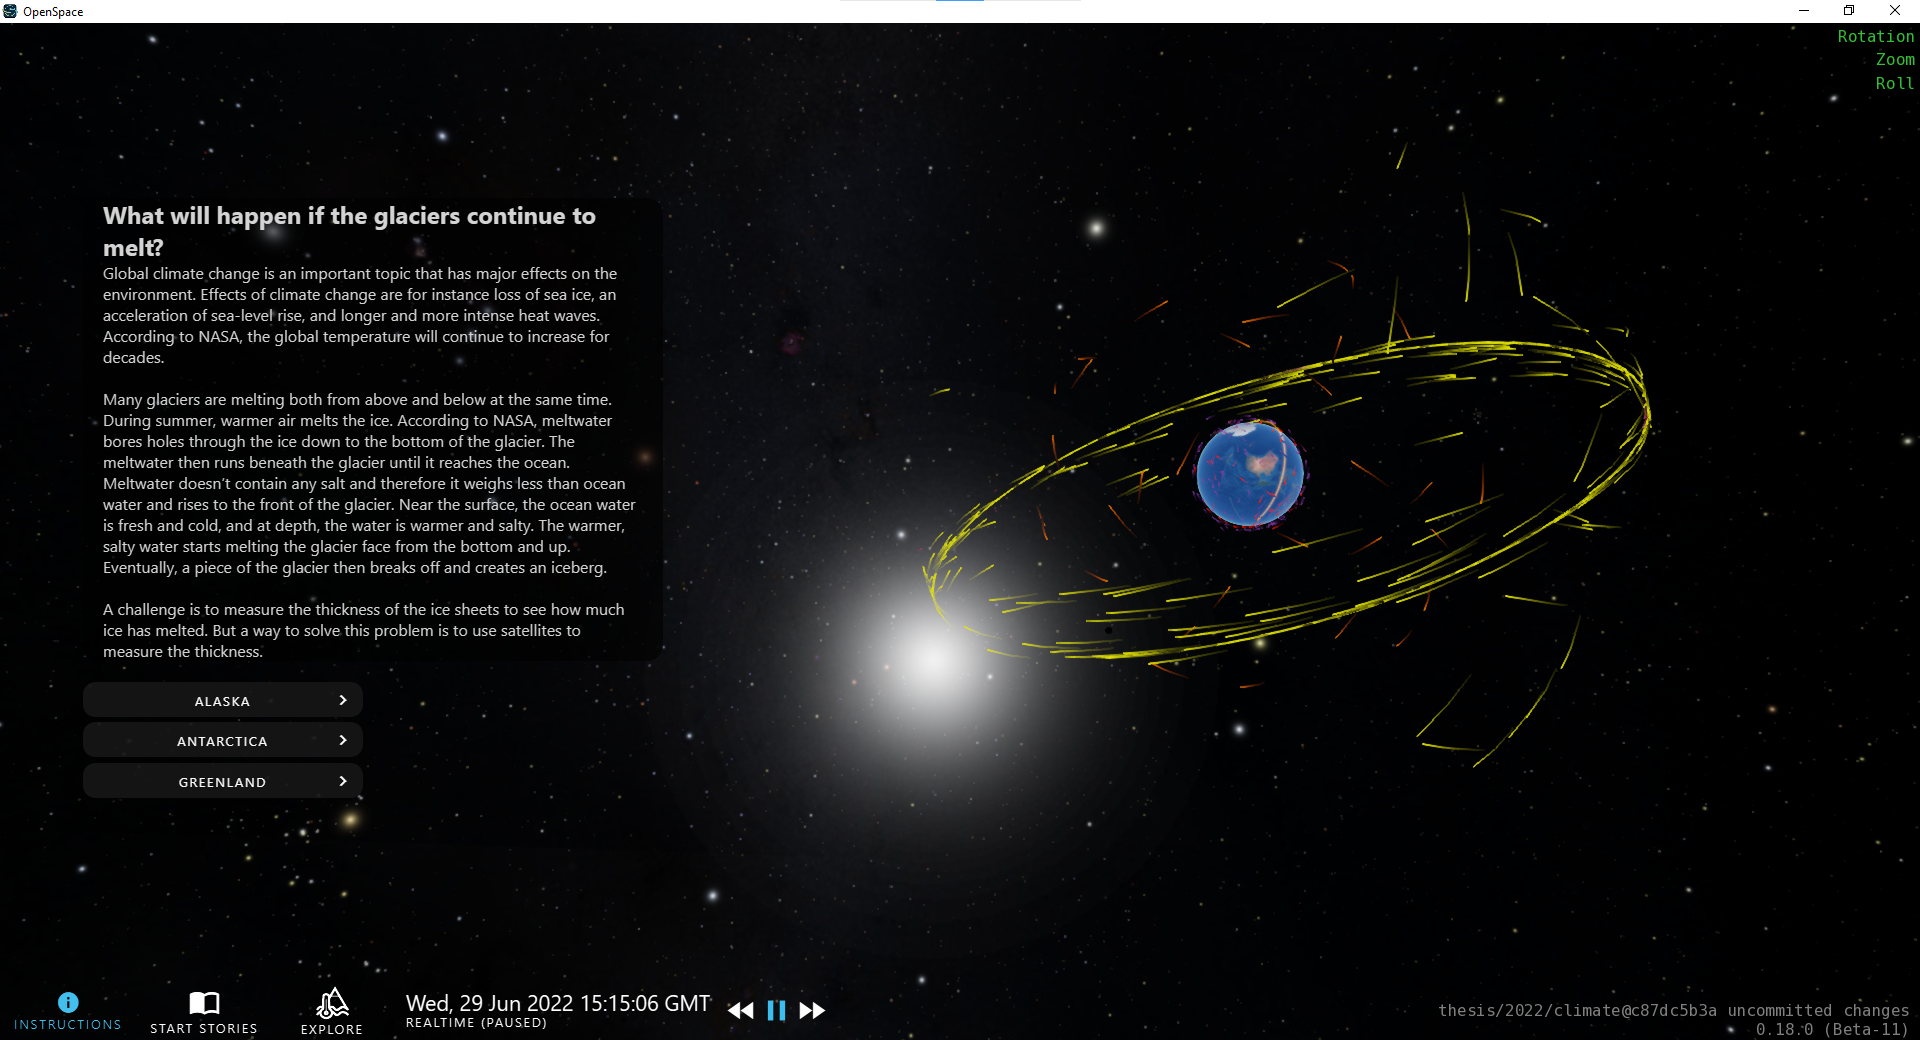 OpenSpace
Rotation
Zoom
Roll
What will happen if the glaciers continue to
melt?
Global climate change is an important topic that has major effects on the
environment. Effects of climate change are for instance loss of sea ice, an
acceleration of sea-level rise, and longer and more intense heat waves.
According to NASA, the global temperature will continue to increase for
decades.
Many glaciers are melting both from above and below at the same time.
During summer, warmer air melts the ice. According to NASA, meltwater
bores holes through the ice down to the bottom of the glacier. The
meltwater then runs beneath the glacier until it reaches the ocean.
Meltwater doesn't contain any salt and therefore it weighs less than ocean
water and rises to the front of the glacier. Near the surface, the ocean water
is fresh and cold, and at depth, the water is warmer and salty. The warmer,
salty water starts melting the glacier face from the bottom and up.
Eventually, a piece of the glacier then breaks off and creates an iceberg.
A challenge is to measure the thickness of the ice sheets to see how much
ice has melted. But a way to solve this problem is to use satellites to
measure the thickness.
ALASKA
ANTARCTICA
GREENLAND
INSTRUCTIONS
START STORIES
EXPLORE
Wed, 29 Jun 2022 15:15:06 GMT
REALTIME (PAUSED)
thesis/2022/climate@c87dc5b3a uncommitted changes
0.18.0 (Beta-11)